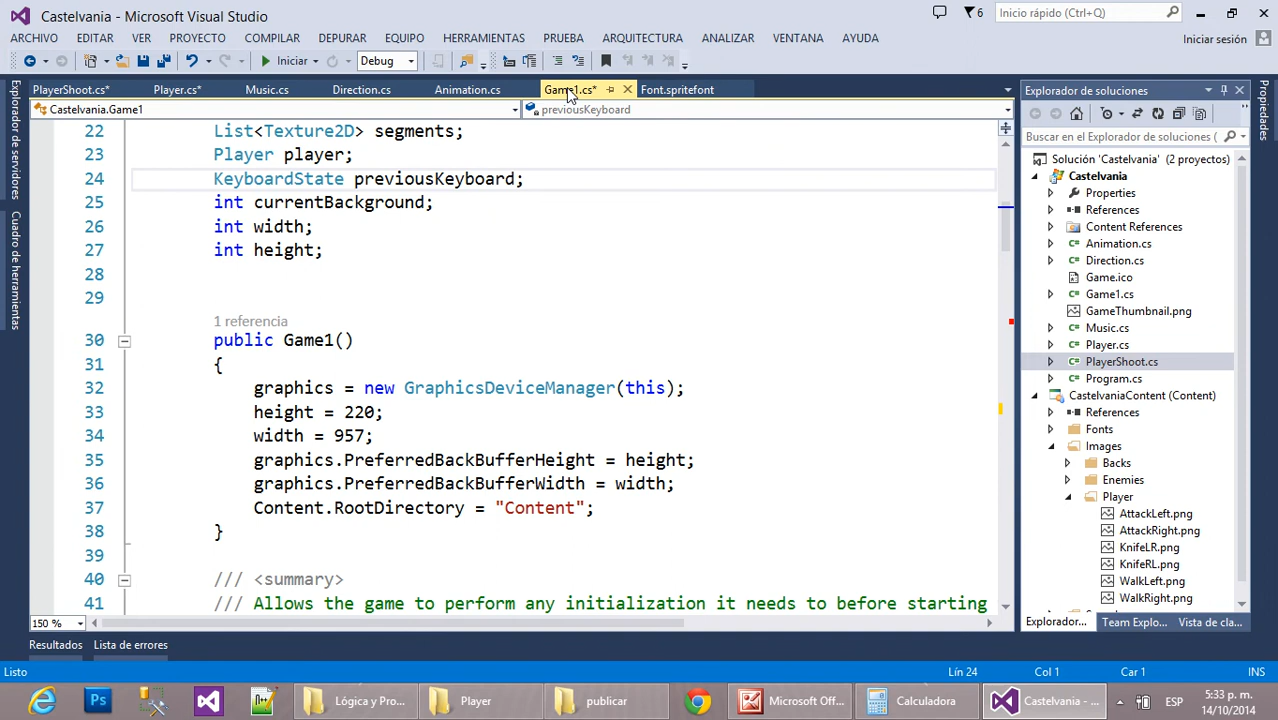 Castelvania - Microsoft Visual Studio
6
Inicio rápido (Ctrl+Q)
ARCHIVO EDITAR VER PROYECTO COMPILAR DEPURAR EQUIPO HERRAMIENTAS PRUEBA ARQUITECTURA ANALIZAR VENTANA AYUDA
Iniciar sesión
Iniciar Debug
PlayerShoot.cs* Player.cs* Music.cs Direction.cs Animation.cs Game1.cs* Font.spritefont
Castelvania.Game1 previousKeyboard
Explorador de servidores
Cuadro de herramientas
22 List<Texture2D> segments;
23 Player player;
24 KeyboardState previousKeyboard;
25 int currentBackground;
26 int width;
27 int height;
28
29
1 referencia
30 public Game1()
31 {
32 graphics = new GraphicsDeviceManager(this);
33 height = 220;
34 width = 957;
35 graphics.PreferredBackBufferHeight = height;
36 graphics.PreferredBackBufferWidth = width;
37 Content.RootDirectory = "Content";
38 }
39
40 /// <summary>
41 /// Allows the game to perform any initialization it needs to before starting
150 %
Explorador de soluciones
Buscar en el Explorador de soluciones (
Solución 'Castelvania' (2 proyectos)
Castelvania
Properties
References
Content References
Animation.cs
Direction.cs
Game.ico
Game1.cs
GameThumbnail.png
Music.cs
Player.cs
PlayerShoot.cs
Program.cs
CastelvaniaContent (Content)
References
Fonts
Images
Backs
Enemies
Player
AttackLeft.png
AttackRight.png
KnifeLR.png
KnifeRL.png
WalkLeft.png
WalkRight.png
Explorador... Team Explo... Vista de cla...
Propiedades
Resultados Lista de errores
Listo Lín 24 Col 1 Car 1 INS
Lógica y Pro... Player publicar Microsoft Off... Calculadora Castelvania - ... ESP
5:33 p. m.
14/10/2014